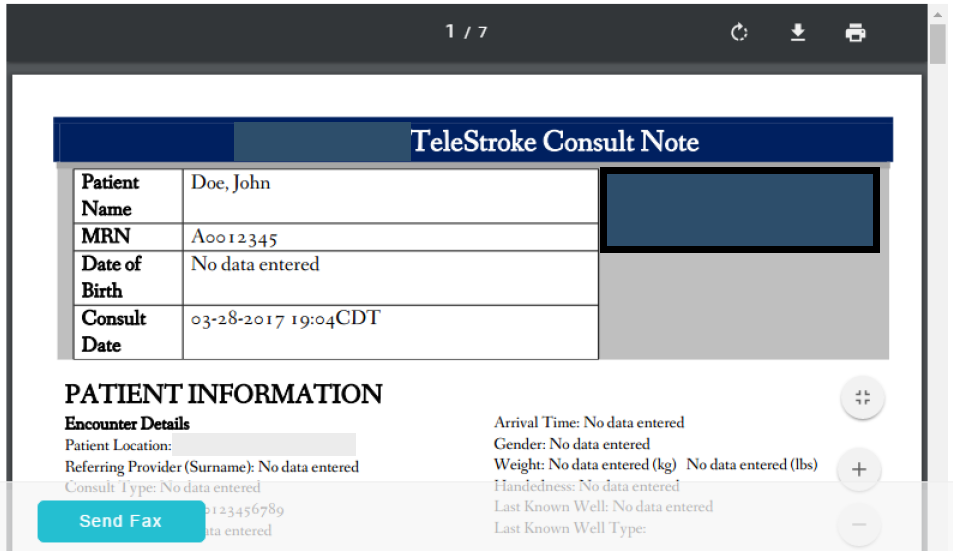 1 / 7
TeleStroke Consult Note
Patient Name Doe, John
MRN A0012345
Date of Birth No data entered
Consult Date 03-28-2017 19:04CDT
PATIENT INFORMATION
Encounter Details
Patient Location:
Referring Provider (Surname): No data entered
Consult Type: No data entered
0123456789
data entered
Arrival Time: No data entered
Gender: No data entered
Weight: No data entered (kg) No data entered (lbs)
Handedness: No data entered
Last Known Well: No data entered
Last Known Well Type:
Send Fax